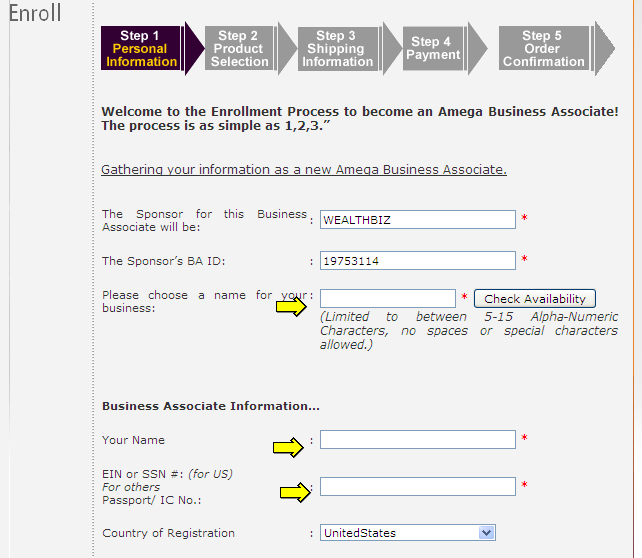 Enroll
Step 1
Personal
Information
Step 2
Product
Selection
Step 3
Shipping
Information
Step 4
Payment
Step 5
Order
Confirmation
Welcome to the Enrollment Process to become an Amega Business Associate!
The process is as simple as 1,2,3.”
Gathering your information as a new Amega Business Associate.
The Sponsor for this Business
Associate will be:
: WEALTHBIZ *
The Sponsor’s BA ID: : 19753114 *
Please choose a name for your
business:
: * Check Availability
(Limited to between 5-15 Alpha-Numeric
Characters, no spaces or special characters
allowed.)
Business Associate Information...
Your Name : *
EIN or SSN #: (for US)
For others
Passport/ IC No.:
: *
Country of Registration : UnitedStates